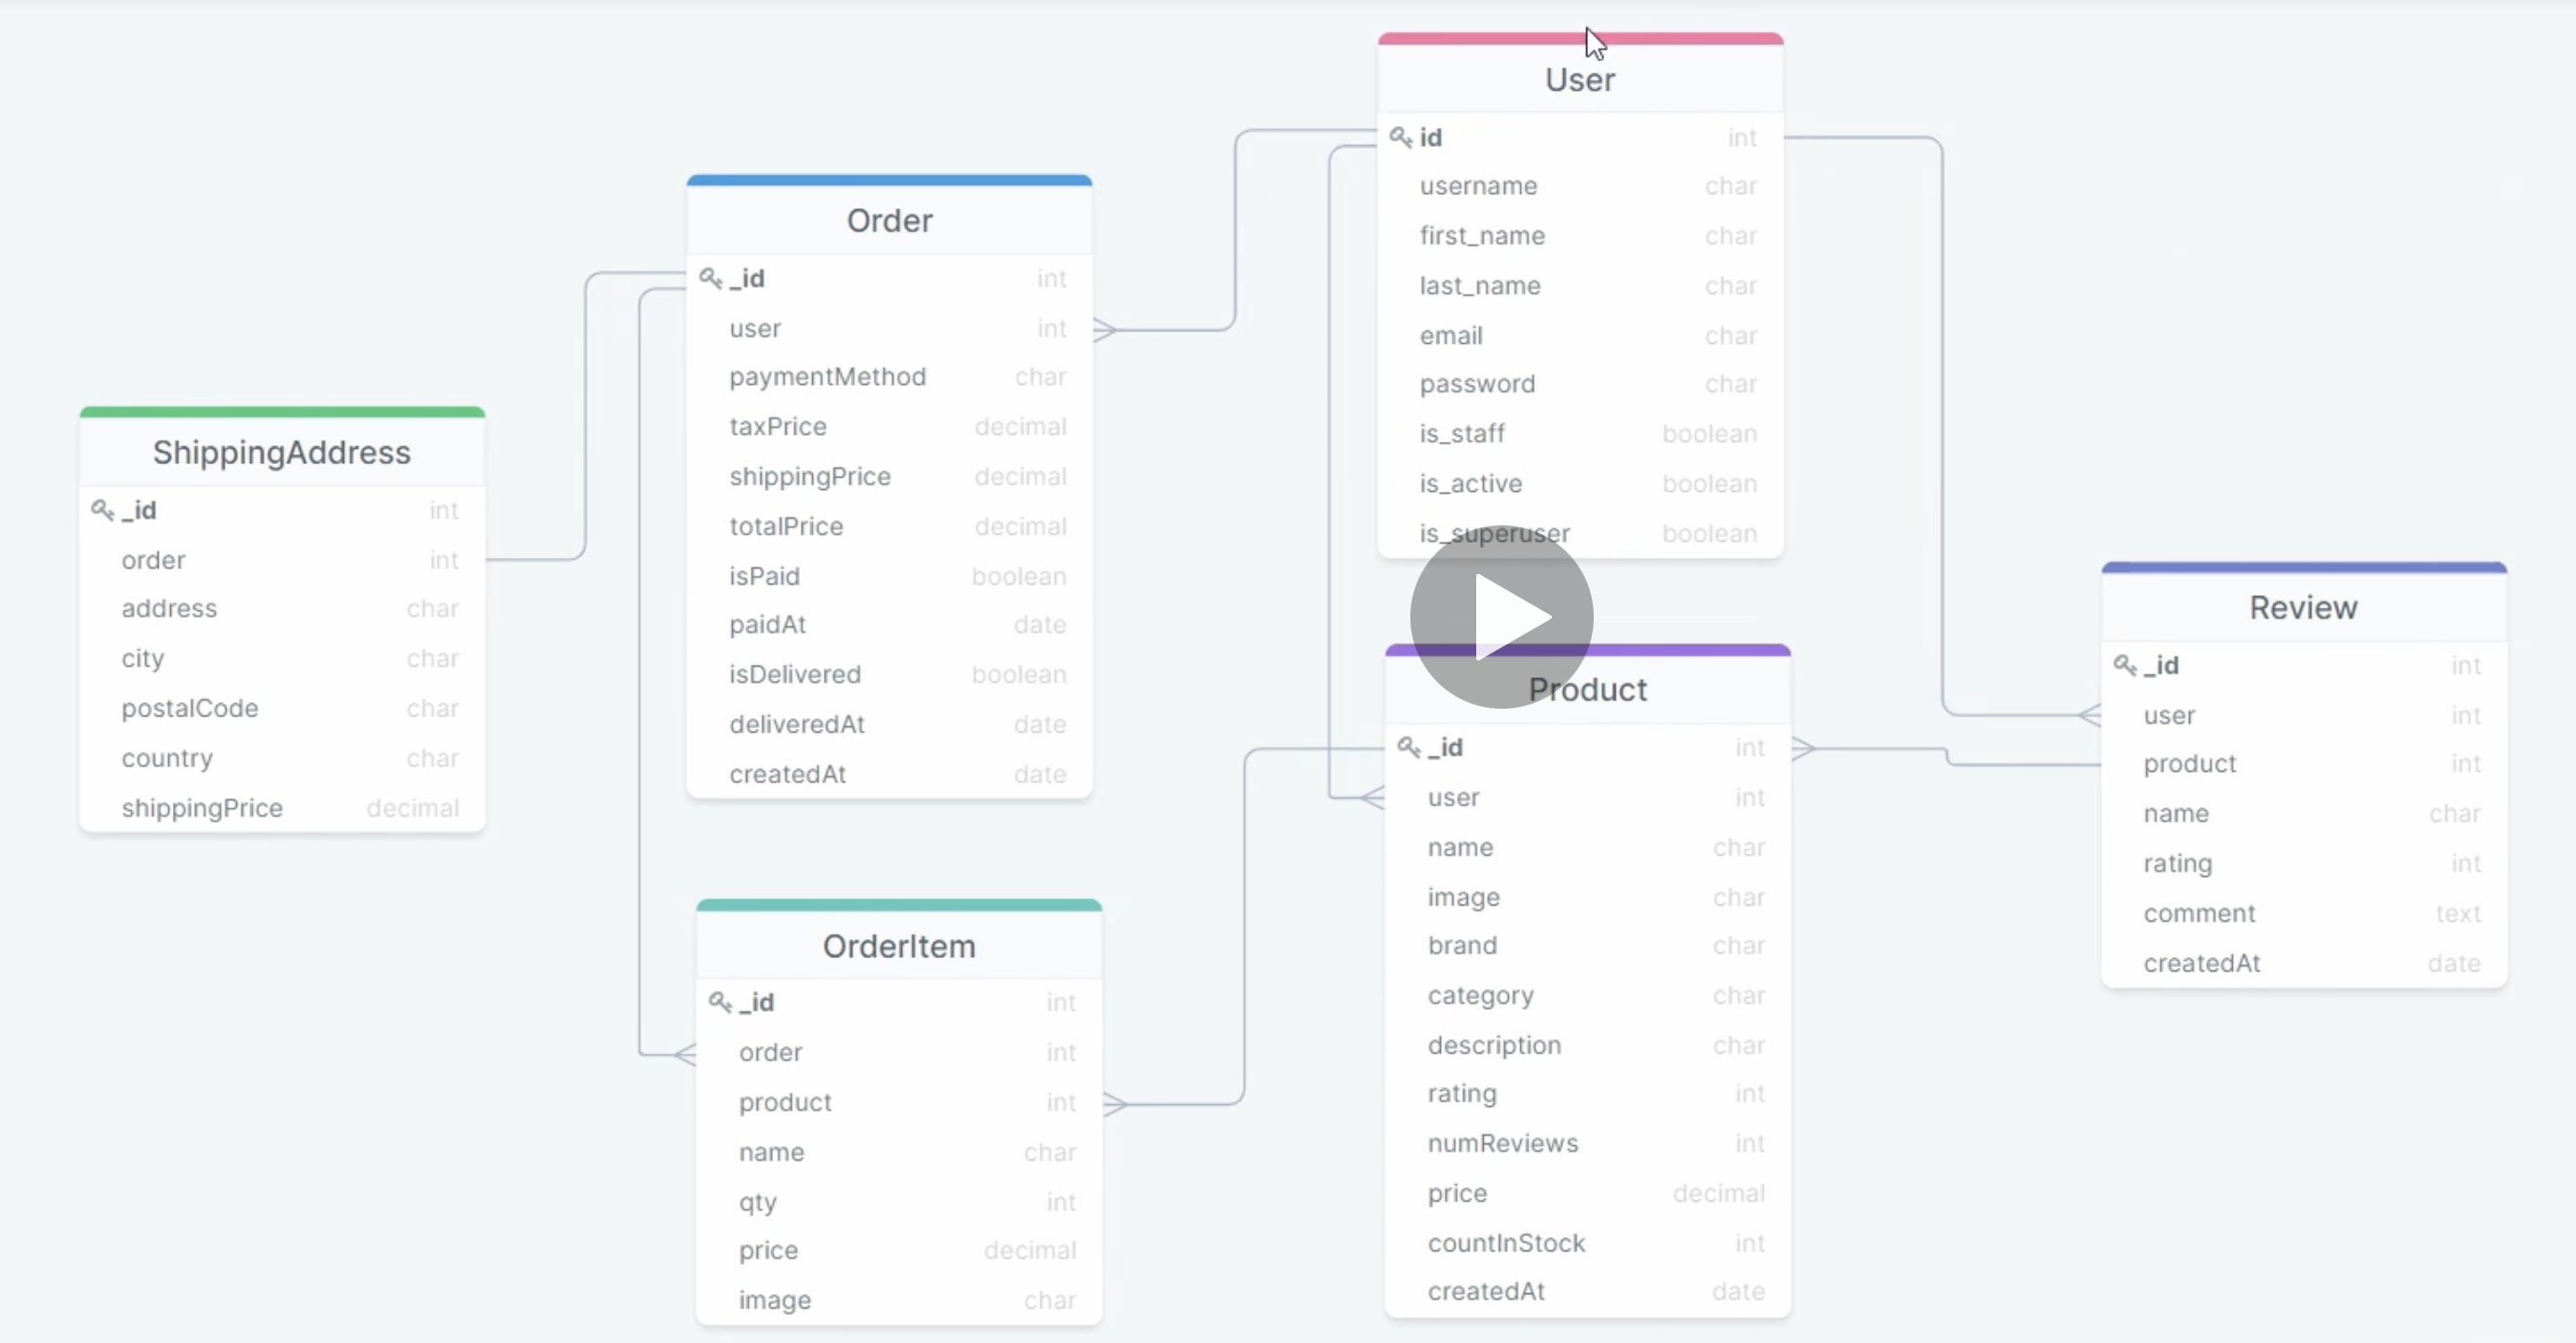 User
id int
username char
first_name char
last_name char
email char
password char
is_staff boolean
is_active boolean
is_superuser boolean
Order
_id int
user int
paymentMethod char
taxPrice decimal
shippingPrice decimal
totalPrice decimal
isPaid boolean
paidAt date
isDelivered boolean
deliveredAt date
createdAt date
ShippingAddress
_id int
order int
address char
city char
postalCode char
country char
shippingPrice decimal
Review
_id int
user int
product int
name char
rating int
comment text
createdAt date
Product
_id int
user int
name char
image char
brand char
category char
description char
rating int
numReviews int
price decimal
countInStock int
createdAt date
OrderItem
_id int
order int
product int
name char
qty int
price decimal
image char